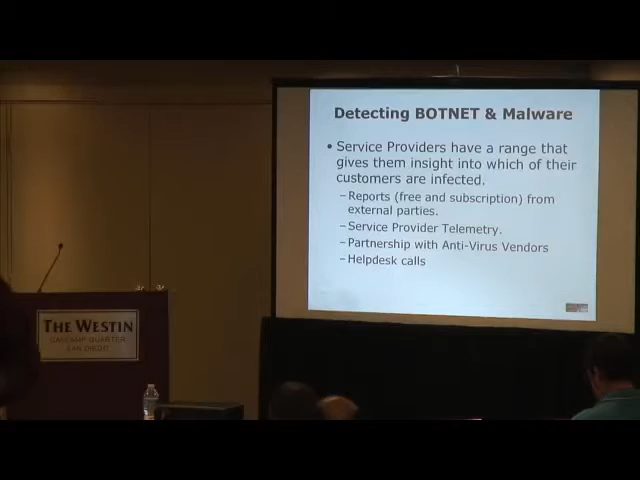 Detecting BOTNET & Malware
• Service Providers have a range that
gives them insight into which of their
customers are infected.
–Reports (free and subscription) from
external parties.
–Service Provider Telemetry.
–Partnership with Anti-Virus Vendors
–Helpdesk calls
THE WESTIN
GASLAMP QUARTER
SAN DIEGO